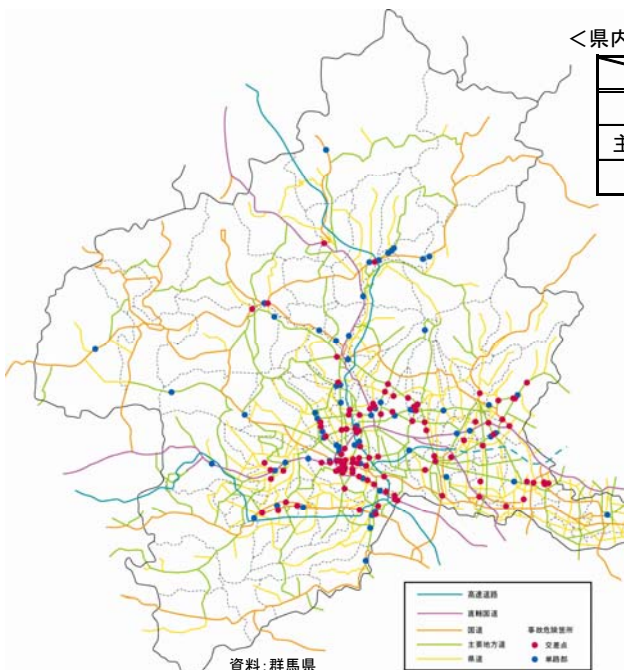 ＜県内
主
高速道路
直轄国道
国道
事故危険箇所
主要地方道
交差点
県道
単路部
資料:群馬県